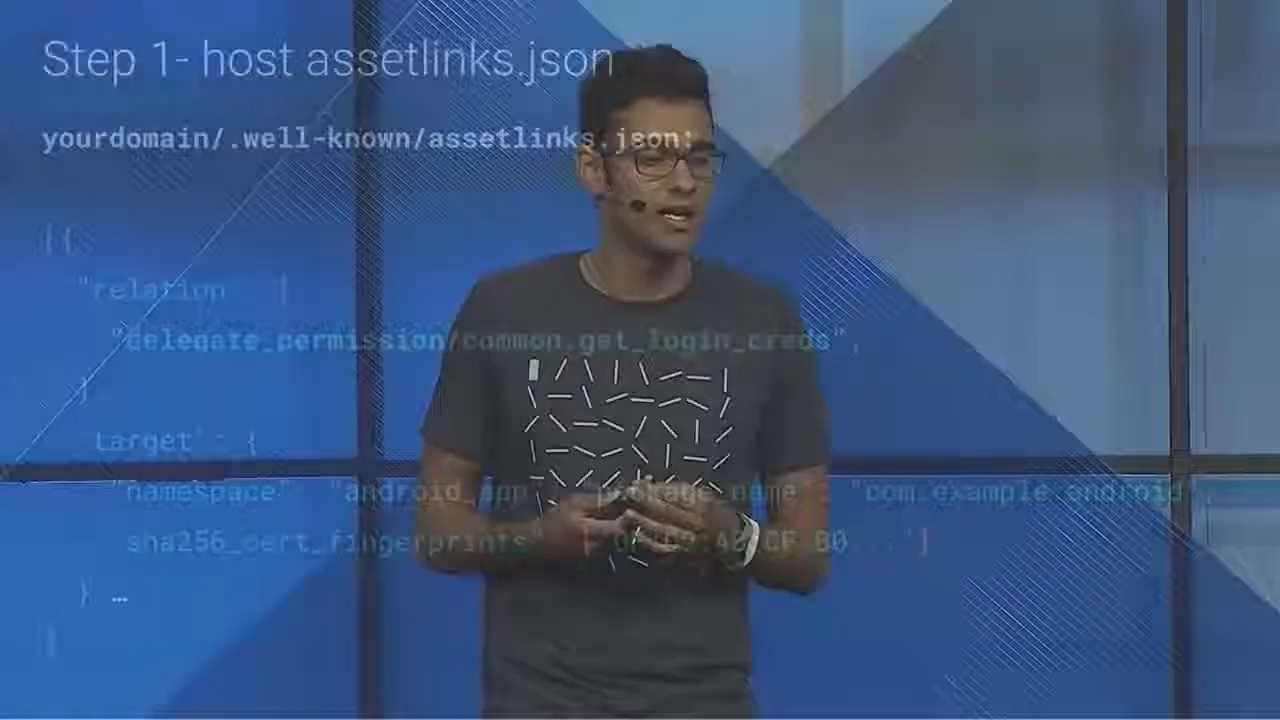 Step 1- host assetlinks.json
yourdomain/.well-known/assetlinks.json:
[{
"relation": [
"delegate_permission/common.get_login_creds",
]
"target": {
"namespace": "android_app", "package_name": "com.example.android",
sha256_cert_fingerprints"
} …
]